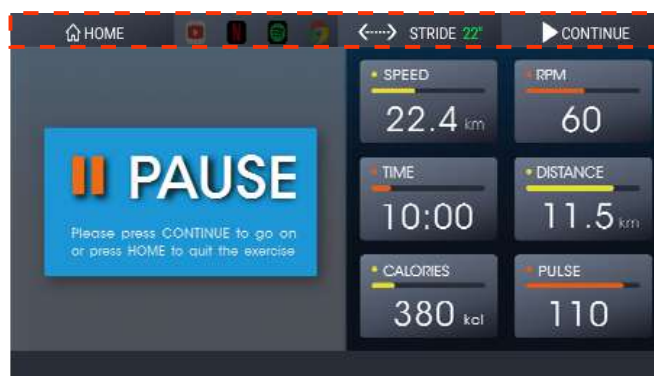 HOME
STRIDE 22"
CONTINUE
SPEED
22.4 km
RPM
60
PAUSE
Please press CONTINUE to go on
or press HOME to quit the exercise
TIME
10:00
DISTANCE
11.5 km
CALORIES
380 kcl
PULSE
110